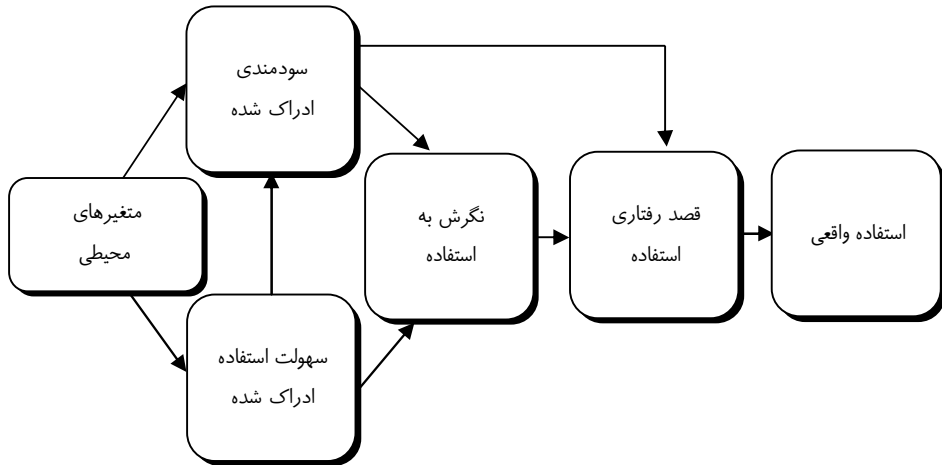 سودمندی
ادراک شده
متغیرهای
محیطی
سهولت استفاده
ادراک شده
نگرش به
استفاده
قصد رفتاری
استفاده
استفاده واقعی